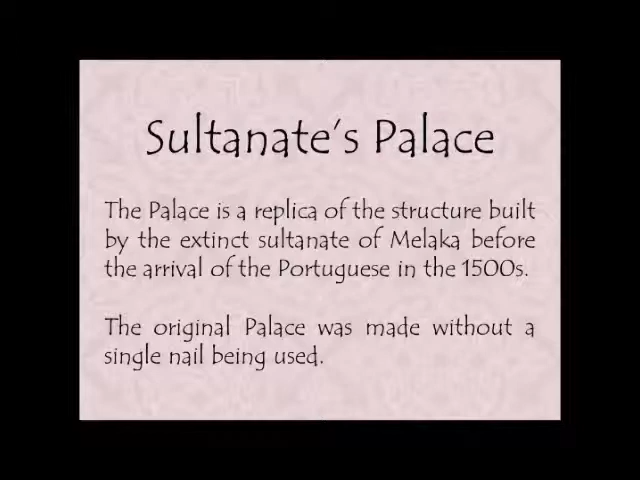 Sultanate's Palace
The Palace is a replica of the structure built
by the extinct sultanate of Melaka before
the arrival of the Portuguese in the 1500s.
The original Palace was made without a
single nail being used.